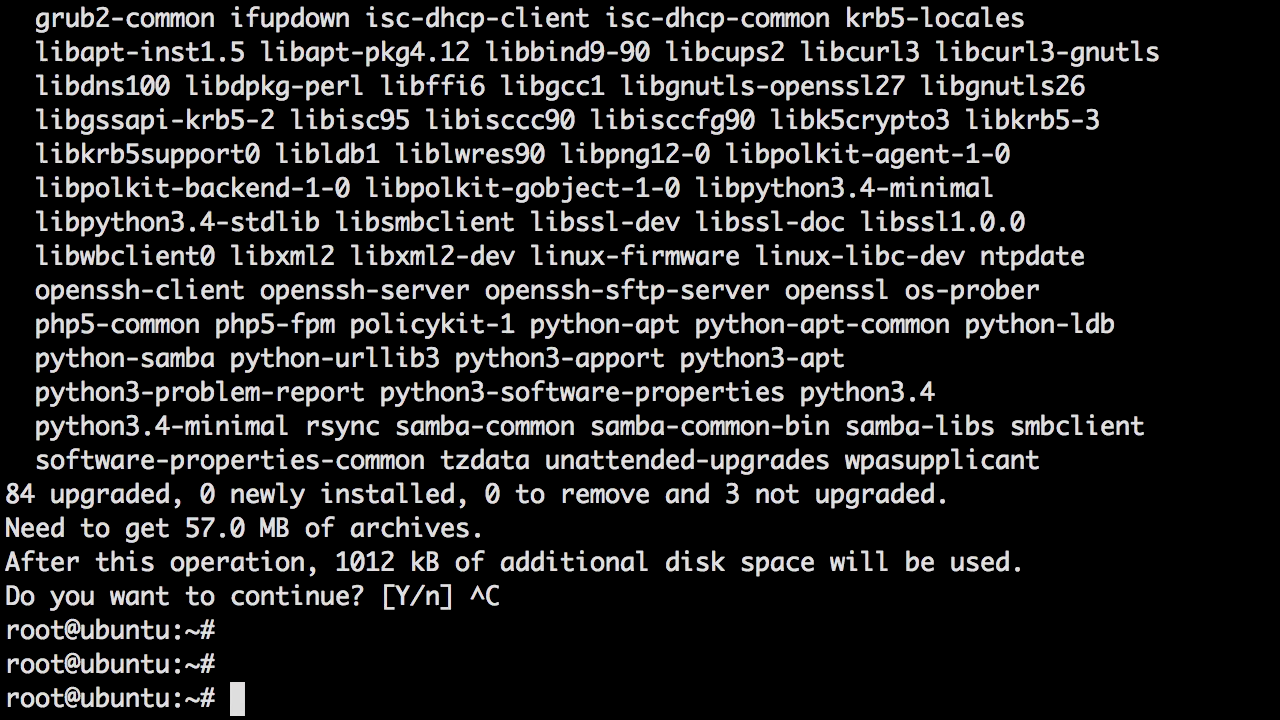 grub2-common ifupdown isc-dhcp-client isc-dhcp-common krb5-locales
libapt-inst1.5 libapt-pkg4.12 libbind9-90 libcups2 libcurl3 libcurl3-gnutls
libdns100 libdpkg-perl libffi6 libgcc1 libgnutls-openssl27 libgnutls26
libgssapi-krb5-2 libisc95 libisccc90 libisccfg90 libk5crypto3 libkrb5-3
libkrb5support0 libldb1 liblwres90 libpng12-0 libpolkit-agent-1-0
libpolkit-backend-1-0 libpolkit-gobject-1-0 libpython3.4-minimal
libpython3.4-stdlib libsmbclient libssl-dev libssl-doc libssl1.0.0
libwbclient0 libxml2 libxml2-dev linux-firmware linux-libc-dev ntpdate
openssh-client openssh-server openssh-sftp-server openssl os-prober
php5-common php5-fpm policykit-1 python-apt python-apt-common python-ldb
python-samba python-urllib3 python3-apport python3-apt
python3-problem-report python3-software-properties python3.4
python3.4-minimal rsync samba-common samba-common-bin samba-libs smbclient
software-properties-common tzdata unattended-upgrades wpasupplicant
84 upgraded, 0 newly installed, 0 to remove and 3 not upgraded.
Need to get 57.0 MB of archives.
After this operation, 1012 kB of additional disk space will be used.
Do you want to continue? [Y/n] ^C
root@ubuntu:~#
root@ubuntu:~#
root@ubuntu:~#